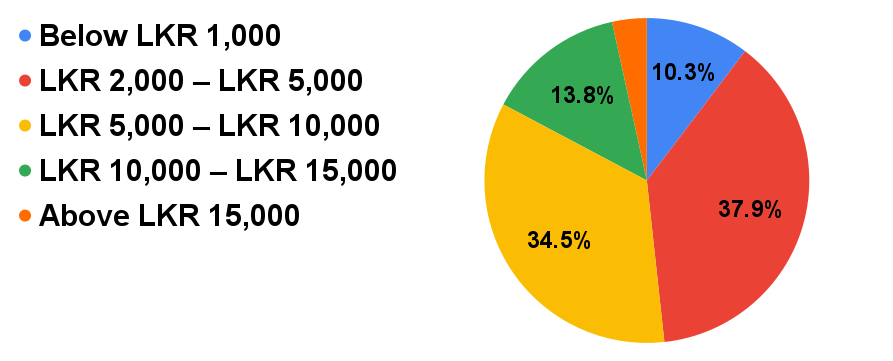 Below LKR 1,000
LKR 2,000 – LKR 5,000
LKR 5,000 – LKR 10,000
LKR 10,000 – LKR 15,000
Above LKR 15,000
10.3%
13.8%
37.9%
34.5%